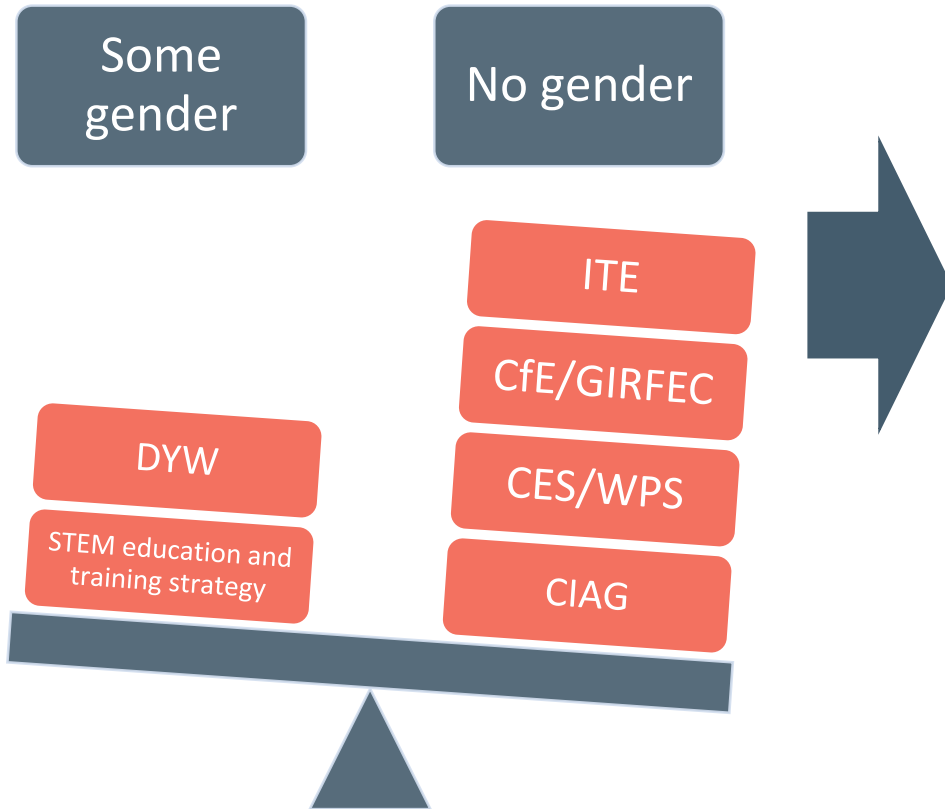 Some
gender
No gender
ITE
CfE/GIRFEC
CES/WPS
CIAG
DYW
STEM education and
training strategy